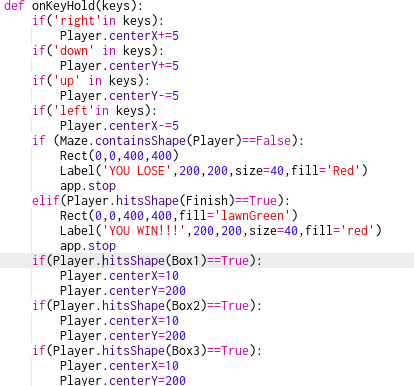 def onKeyHold(keys):
    if('right'in keys):
        Player.centerX+=5
    if('down' in keys):
        Player.centerY+=5
    if('up' in keys):
        Player.centerY-=5
    if('left'in keys):
        Player.centerX-=5
    if (Maze.containsShape(Player)==False):
        Rect(0,0,400,400)
        Label('YOU LOSE',200,200,size=40,fill='Red')
        app.stop
    elif(Player.hitsShape(Finish)==True):
        Rect(0,0,400,400,fill='lawnGreen')
        Label('YOU WIN!!!',200,200,size=40,fill='red')
        app.stop
    if(Player.hitsShape(Box1)==True):
        Player.centerX=10
        Player.centerY=200
    if(Player.hitsShape(Box2)==True):
        Player.centerX=10
        Player.centerY=200
    if(Player.hitsShape(Box3)==True):
        Player.centerX=10
        Player.centerY=200